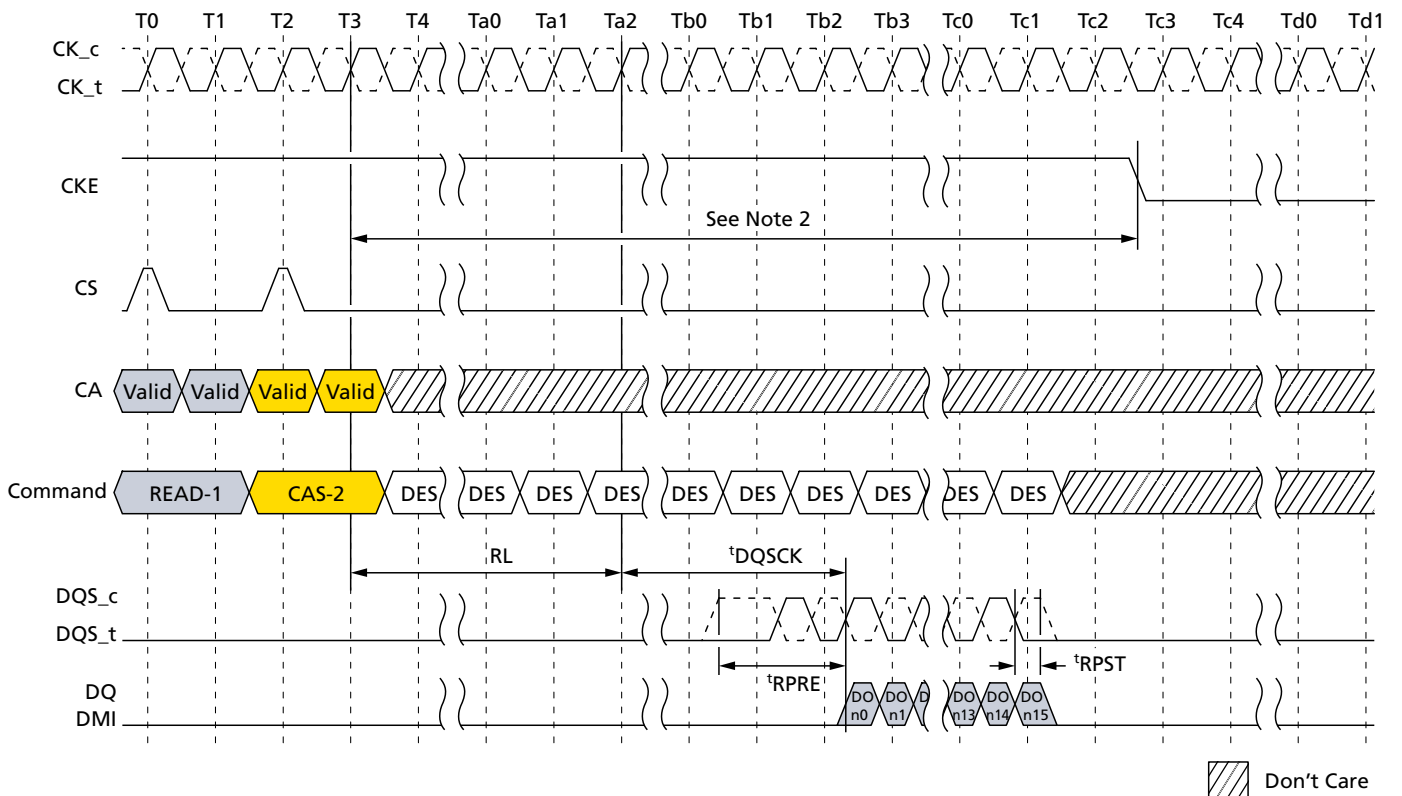 T0 T1 T2 T3 T4 Ta0 Ta1 Ta2 Tb0 Tb1 Tb2 Tb3 Tc0 Tc1 Tc2 Tc3 Tc4 Td0 Td1
CK_c
CK_t
CKE
See Note 2
CS
CA Valid Valid Valid Valid
Command READ-1 CAS-2 DES DES DES DES DES DES DES DES DES DES
RL tDQSCK
DQS_c
DQS_t
tRPRE tRPST
DQ DO DO D DO DO DO
DMI n0 n1 n13 n14 n15
Don't Care